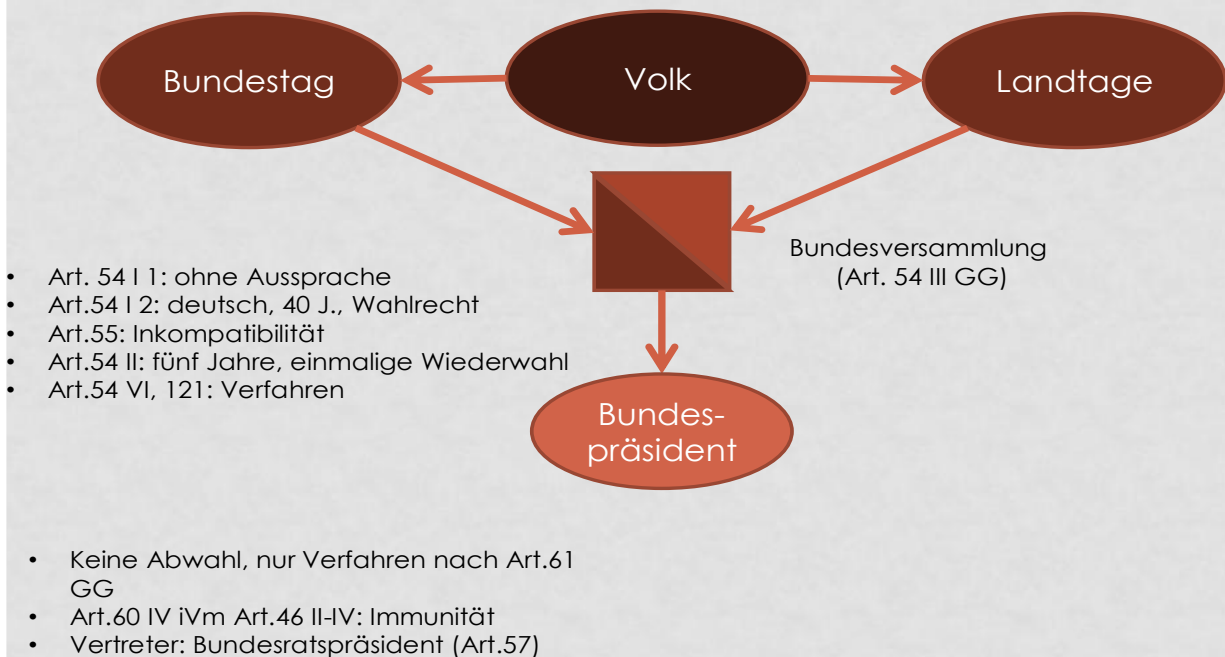 Bundestag
Volk
Landtage
Bundesversammlung
(Art. 54 III GG)
• Art. 54 I 1: ohne Aussprache
• Art.54 I 2: deutsch, 40 J., Wahlrecht
• Art.55: Inkompatibilität
• Art.54 II: fünf Jahre, einmalige Wiederwahl
• Art.54 VI, 121: Verfahren
Bundes-
präsident
• Keine Abwahl, nur Verfahren nach Art.61
GG
• Art.60 IV iVm Art.46 II-IV: Immunität
• Vertreter: Bundesratspräsident (Art.57)